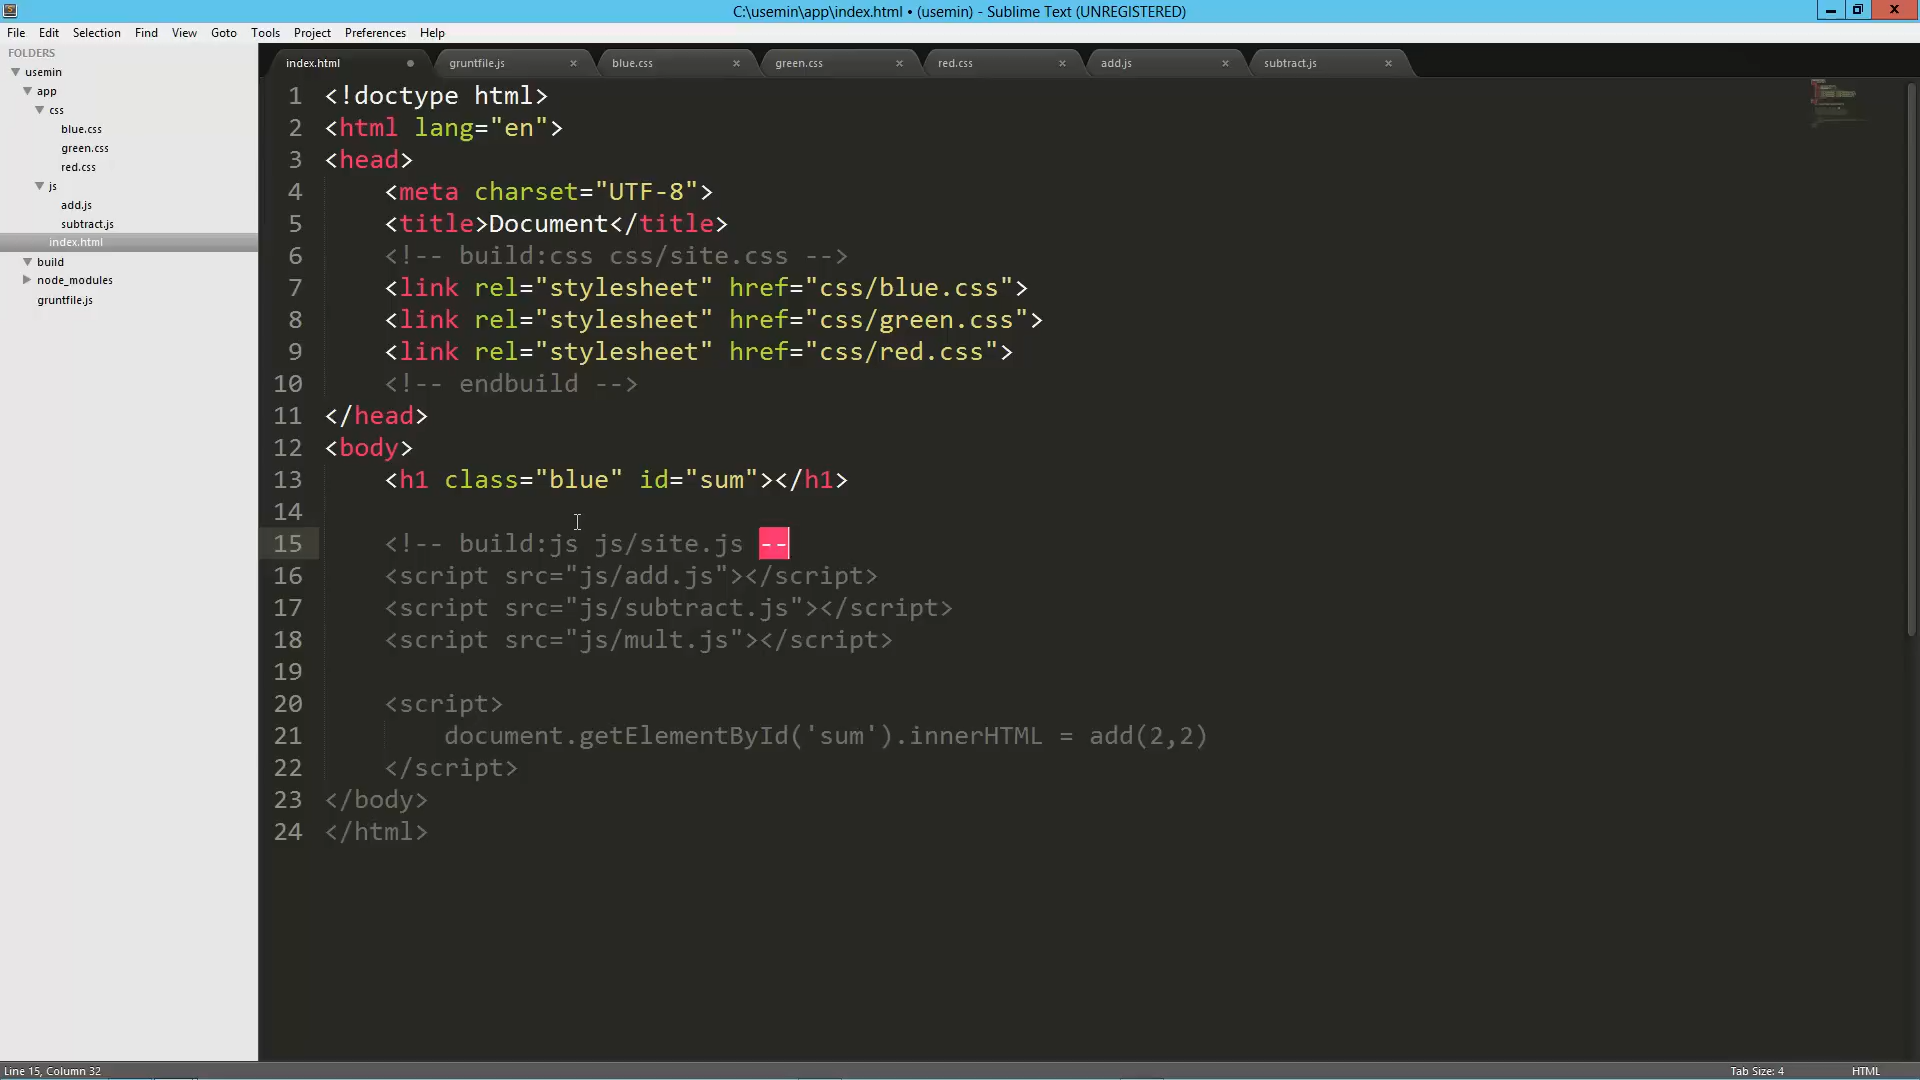 C:\usemin\app\index.html • (usemin) - Sublime Text (UNREGISTERED)
File Edit Selection Find View Goto Tools Project Preferences Help
FOLDERS
usemin
app
css
blue.css
green.css
red.css
js
add.js
subtract.js
index.html
build
node_modules
gruntfile.js
index.html gruntfile.js blue.css green.css red.css add.js subtract.js
1 <!doctype html>
2 <html lang="en">
3 <head>
4 <meta charset="UTF-8">
5 <title>Document</title>
6 <!-- build:css css/site.css -->
7 <link rel="stylesheet" href="css/blue.css">
8 <link rel="stylesheet" href="css/green.css">
9 <link rel="stylesheet" href="css/red.css">
10 <!-- endbuild -->
11 </head>
12 <body>
13 <h1 class="blue" id="sum"></h1>
14
15 <!-- build:js js/site.js --
16 <script src="js/add.js"></script>
17 <script src="js/subtract.js"></script>
18 <script src="js/mult.js"></script>
19
20 <script>
21 document.getElementById('sum').innerHTML = add(2,2)
22 </script>
23 </body>
24 </html>
Line 15, Column 32 Tab Size: 4 HTML